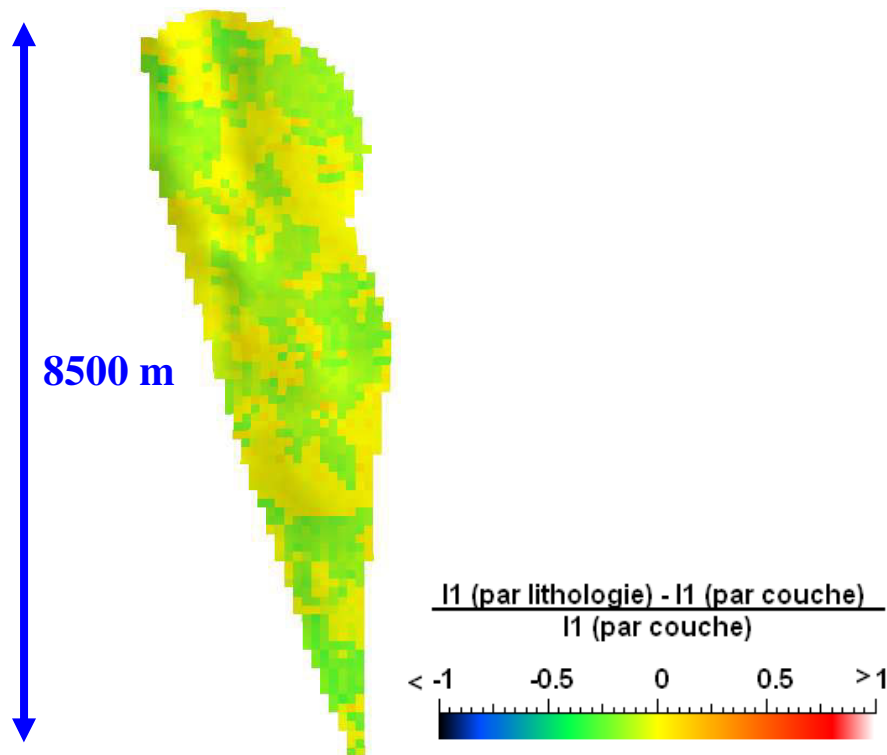 8500 m
I1 (par lithologie) - I1 (par couche)
I1 (par couche)
< -1 -0.5 0 0.5 >1